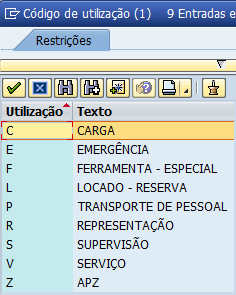 Código de utilização (1) 9 Entradas e
Restrições
Utilização Texto
C CARGA
E EMERGÊNCIA
F FERRAMENTA - ESPECIAL
L LOCADO - RESERVA
P TRANSPORTE DE PESSOAL
R REPRESENTAÇÃO
S SUPERVISÃO
V SERVIÇO
Z APZ